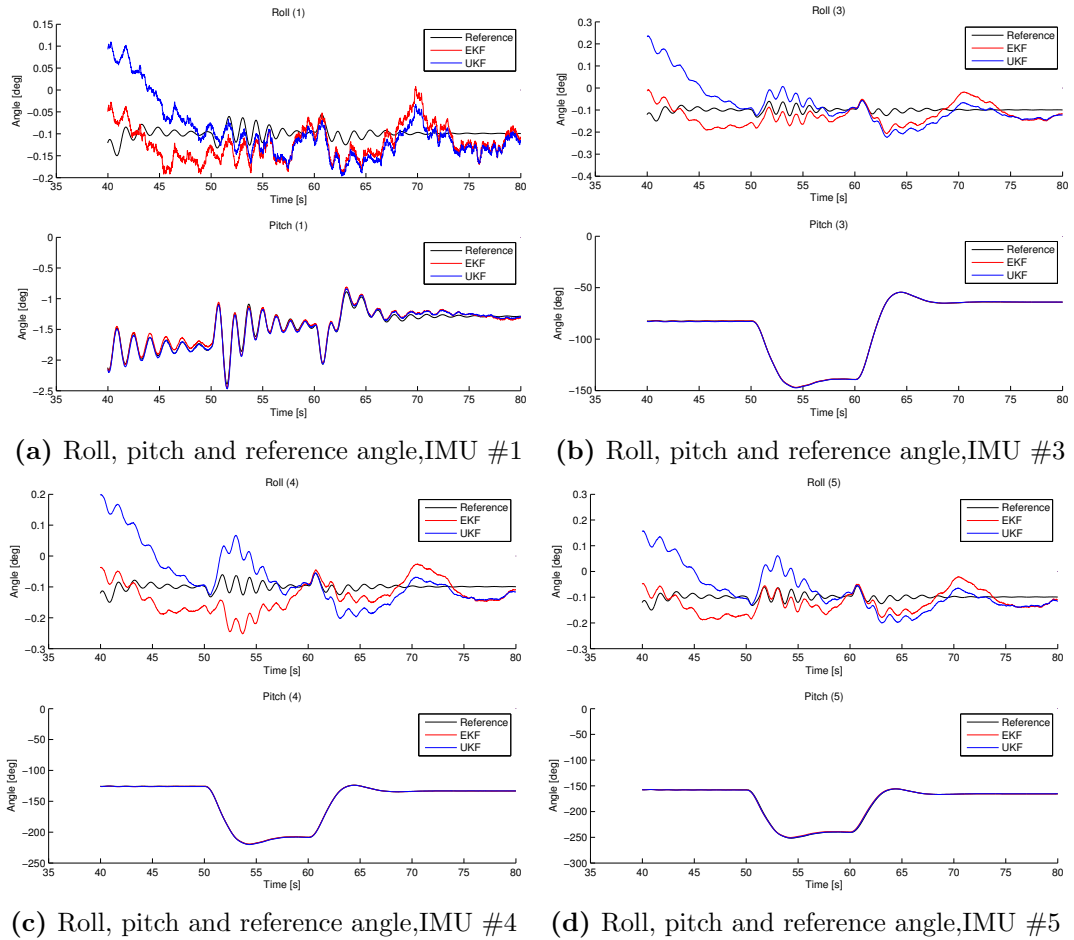 Roll (1)
0.15
0.1
0.05
0
−0.05
−0.1
−0.15
−0.2
Angle [deg]
35 40 45 50 55 60 65 70 75 80
Time [s]
Reference
EKF
UKF
Pitch (1)
0
−0.5
−1
−1.5
−2
−2.5
Angle [deg]
35 40 45 50 55 60 65 70 75 80
Time [s]
Reference
EKF
UKF
(a) Roll, pitch and reference angle,IMU #1
Roll (3)
0.3
0.2
0.1
0
−0.1
−0.2
−0.3
−0.4
Angle [deg]
35 40 45 50 55 60 65 70 75 80
Time [s]
Reference
EKF
UKF
Pitch (3)
0
−50
−100
−150
Angle [deg]
35 40 45 50 55 60 65 70 75 80
Time [s]
Reference
EKF
UKF
(b) Roll, pitch and reference angle,IMU #3
Roll (4)
0.2
0.1
0
−0.1
−0.2
−0.3
Angle [deg]
35 40 45 50 55 60 65 70 75 80
Time [s]
Reference
EKF
UKF
Pitch (4)
0
−50
−100
−150
−200
−250
Angle [deg]
35 40 45 50 55 60 65 70 75 80
Time [s]
Reference
EKF
UKF
(c) Roll, pitch and reference angle,IMU #4
Roll (5)
0.3
0.2
0.1
0
−0.1
−0.2
−0.3
Angle [deg]
35 40 45 50 55 60 65 70 75 80
Time [s]
Reference
EKF
UKF
Pitch (5)
0
−50
−100
−150
−200
−250
−300
Angle [deg]
35 40 45 50 55 60 65 70 75 80
Time [s]
Reference
EKF
UKF
(d) Roll, pitch and reference angle,IMU #5